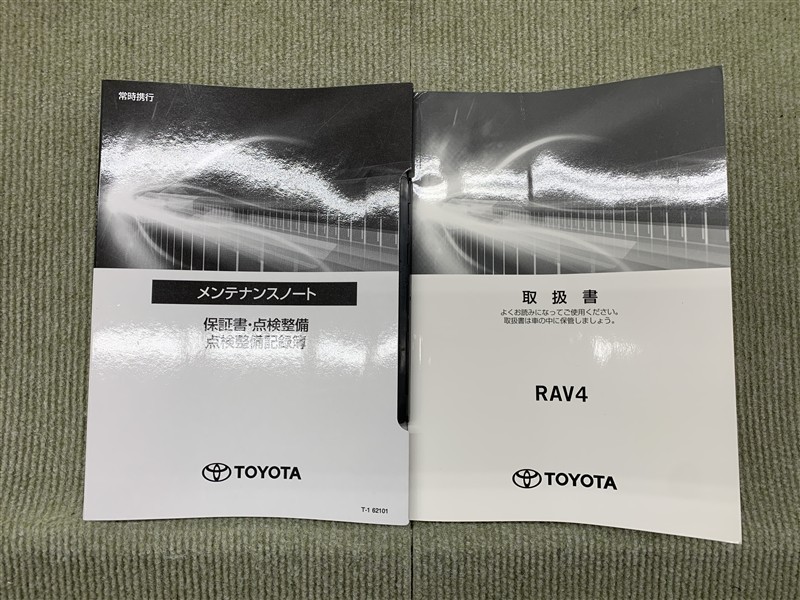 常時携行
メンテナンスノート
保証書・点検整備
点検整備記録簿
TOYOTA
T-1 62101
取扱書
よくお読みになってご使用ください。
取扱書は車の中に保管しましょう。
RAV4
TOYOTA